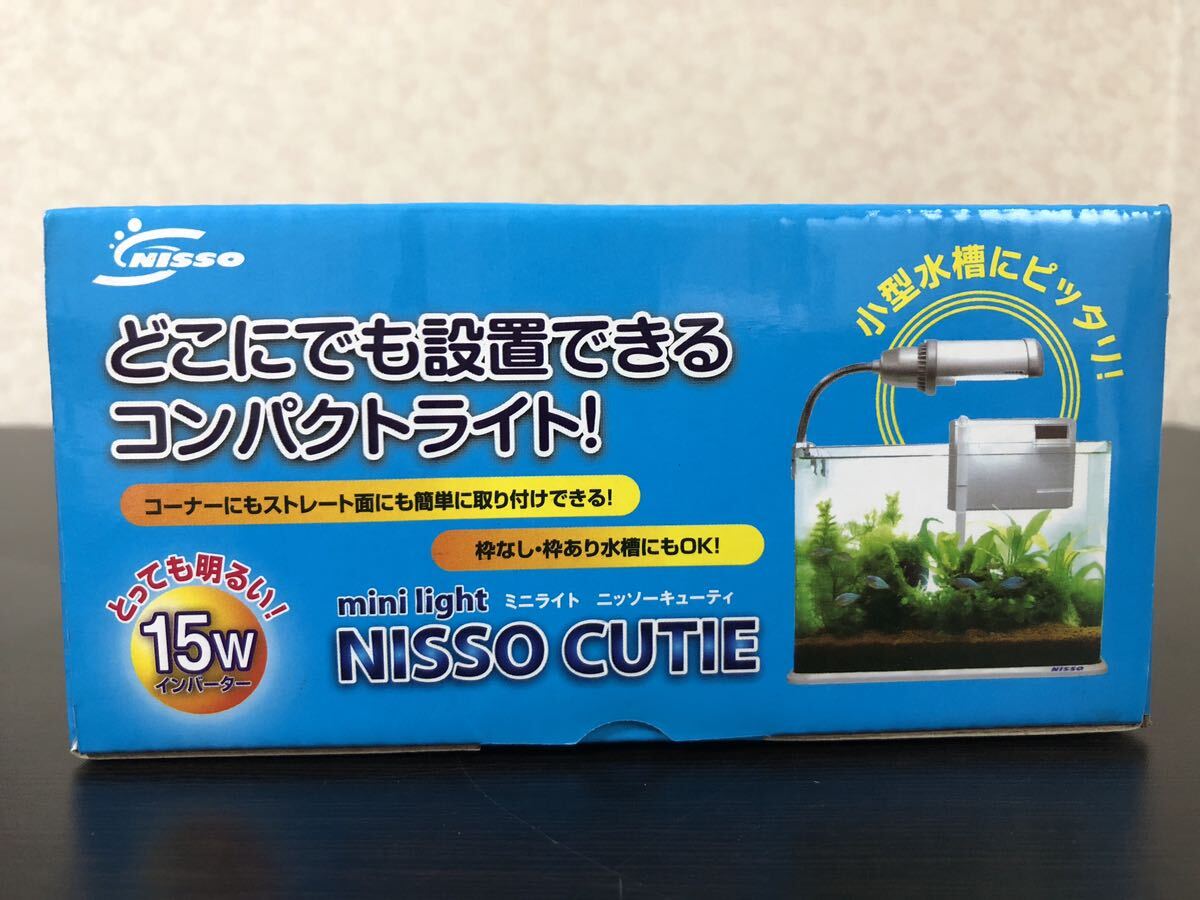 NISSO
どこにでも設置できる
コンパクトライト!
コーナーにもストレート面にも簡単に取り付けできる!
枠なし・枠あり水槽にもOK!
とっても明るい!
15W
インバーター
mini light ミニライト ニッソーキューティ
NISSO CUTIE
小型水槽にピッタリ!
NISSO